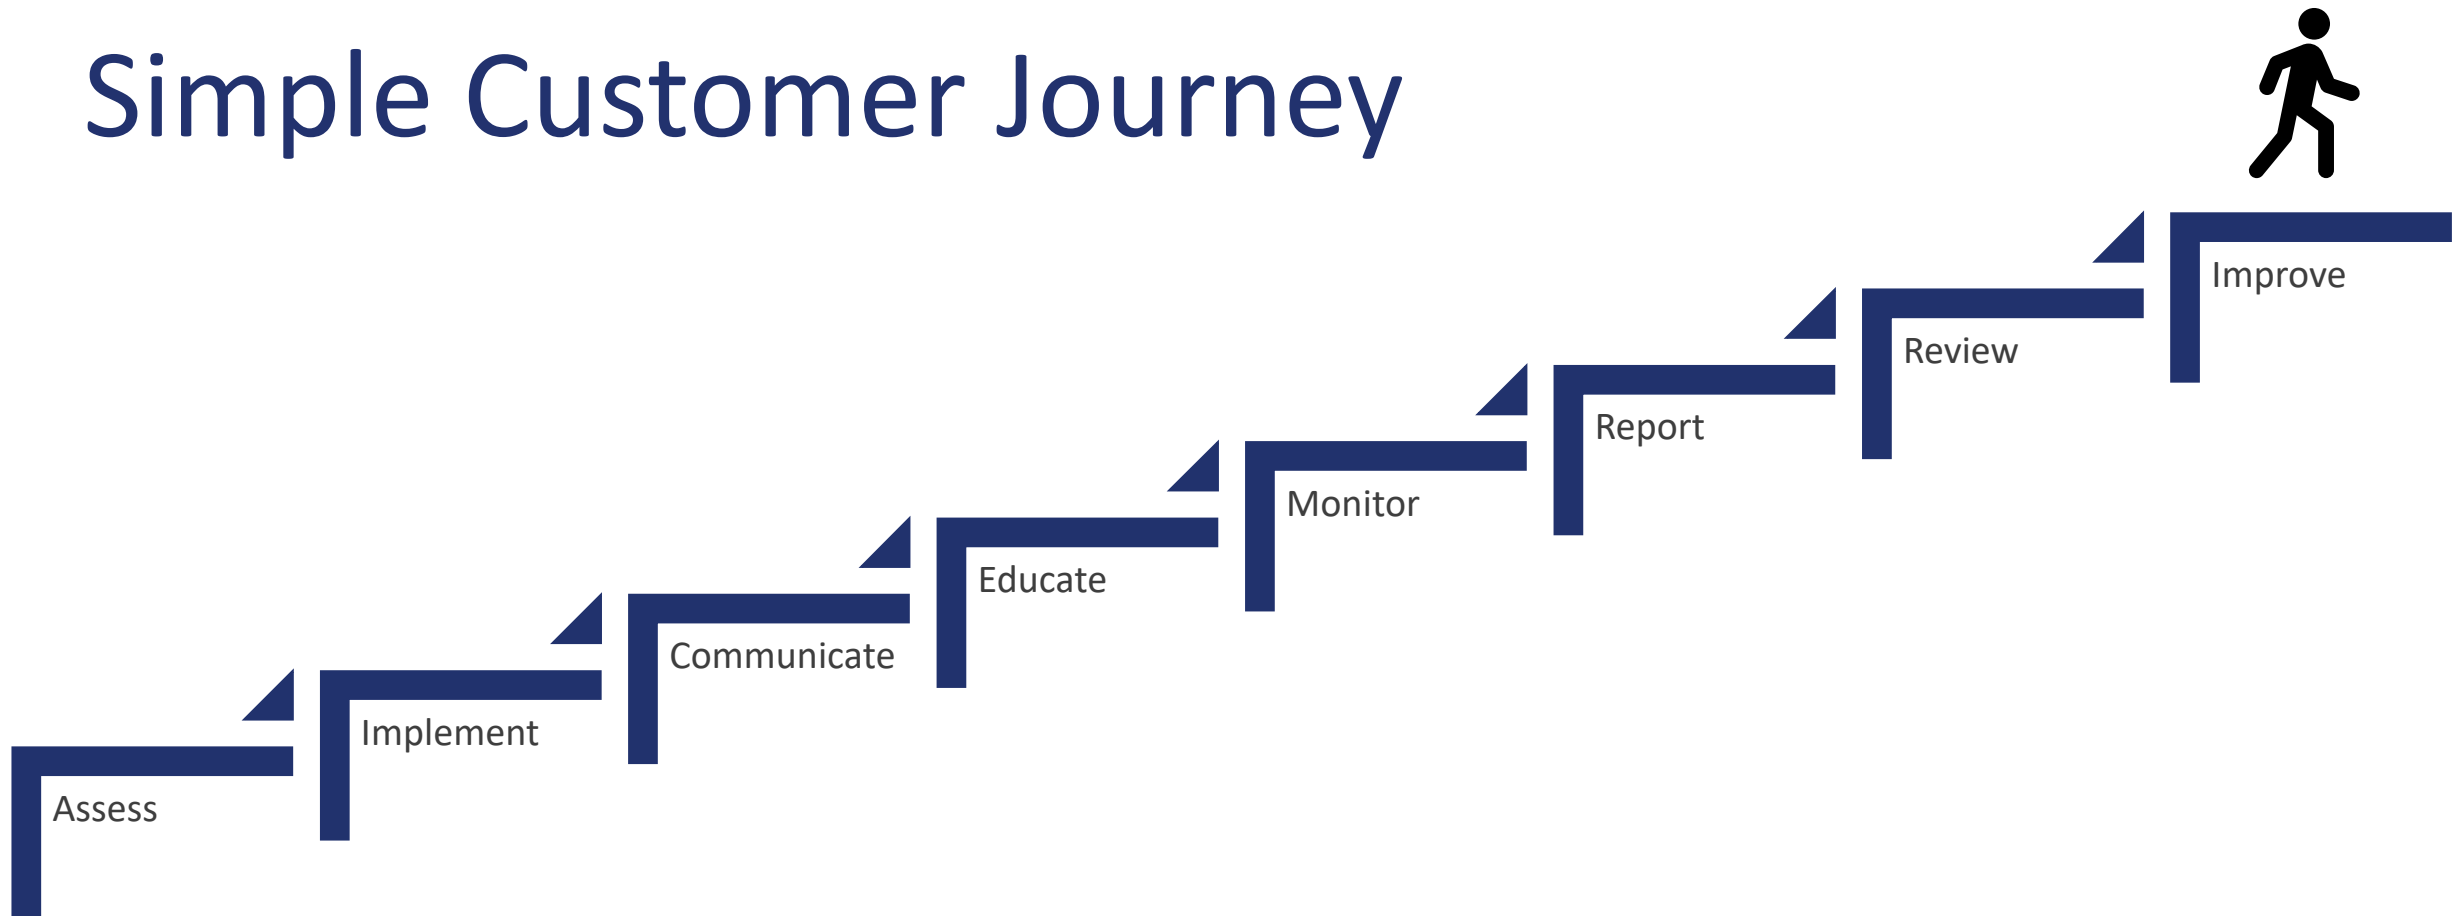 Simple Customer Journey
Assess
Implement
Communicate
Educate
Monitor
Report
Review
Improve